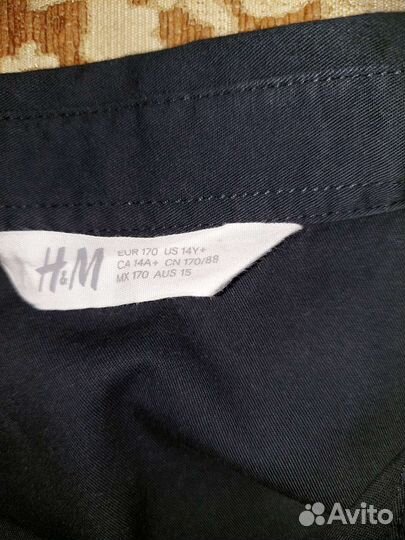 H&M
EUR 170 US 14Y+
CA 14A+ CN 170/88
MX 170 AUS 15
Avito